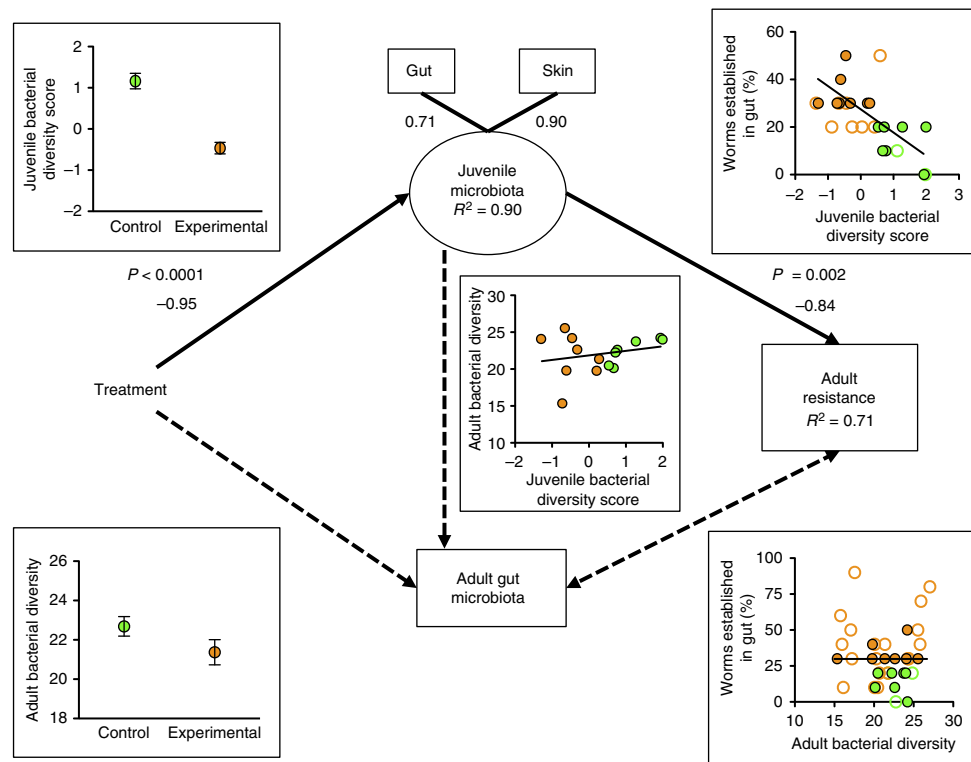 Juvenile bacterial
diversity score
2
1
0
−1
−2
Control Experimental
Gut
Skin
0.71
0.90
Juvenile
microbiota
R² = 0.90
Worms established
in gut (%)
60
40
20
0
−2 −1 0 1 2 3
Juvenile bacterial
diversity score
P < 0.0001
−0.95
P = 0.002
−0.84
Treatment
Adult bacterial diversity
30
25
20
15
10
−2 −1 0 1 2
Juvenile bacterial
diversity score
Adult
resistance
R² = 0.71
Adult bacterial diversity
26
24
22
20
18
Control Experimental
Adult gut
microbiota
Worms established
in gut (%)
100
75
50
25
0
10 15 20 25 30
Adult bacterial diversity